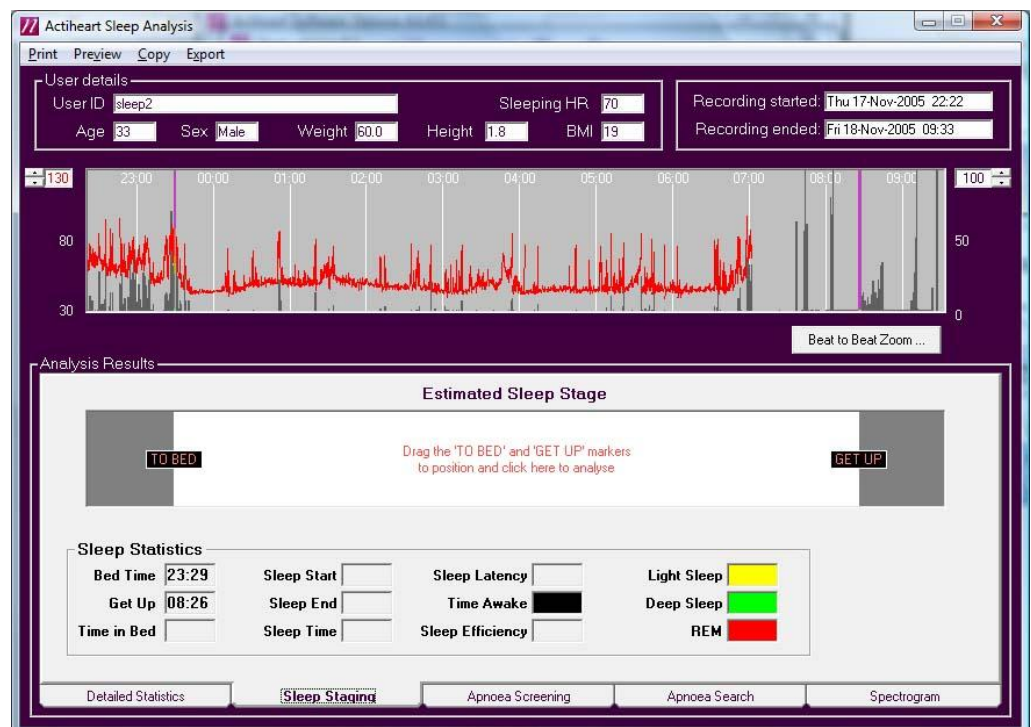 Actiheart Sleep Analysis
Print Preview Copy Export
User details
User ID sleep2 Sleeping HR 70
Age 33 Sex Male Weight 60.0 Height 1.8 BMI 19
Recording started: Thu 17-Nov-2005 22:22
Recording ended: Fri 18-Nov-2005 09:33
130 23:00 00:00 01:00 02:00 03:00 04:00 05:00 06:00 07:00 08:00 09:00 100
80 50
30 0
Beat to Beat Zoom ...
Analysis Results
Estimated Sleep Stage
Drag the 'TO BED' and 'GET UP' markers
to position and click here to analyse
TO BED GET UP
Sleep Statistics
Bed Time 23:29 Sleep Start Sleep Latency Light Sleep
Get Up 08:26 Sleep End Time Awake Deep Sleep
Time in Bed Sleep Time Sleep Efficiency REM
Detailed Statistics Sleep Staging Apnoea Screening Apnoea Search Spectrogram